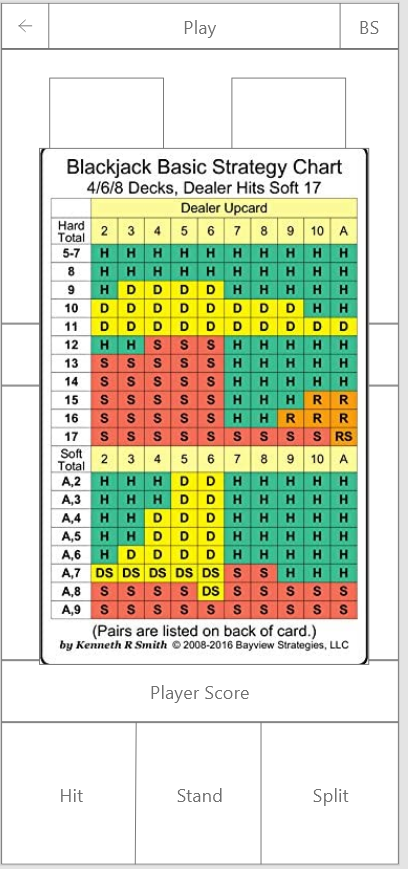 ← Play BS
Blackjack Basic Strategy Chart
4/6/8 Decks, Dealer Hits Soft 17
Dealer Upcard
Hard Total 2 3 4 5 6 7 8 9 10 A
5-7 H H H H H H H H H H
8 H H H H H H H H H H
9 H D D D D H H H H H
10 D D D D D D D D H H
11 D D D D D D D D D D
12 H H S S S H H H H H
13 S S S S S H H H H H
14 S S S S S H H H H H
15 S S S S S H H H R R
16 S S S S S H H R R R
17 S S S S S S S S S RS
Soft Total 2 3 4 5 6 7 8 9 10 A
A,2 H H H D D H H H H H
A,3 H H H D D H H H H H
A,4 H H D D D H H H H H
A,5 H H D D D H H H H H
A,6 H D D D D H H H H H
A,7 DS DS DS DS DS S S H H H
A,8 S S S S DS S S S S S
A,9 S S S S S S S S S S
(Pairs are listed on back of card.)
by Kenneth R Smith © 2008-2016 Bayview Strategies, LLC
Player Score
Hit Stand Split